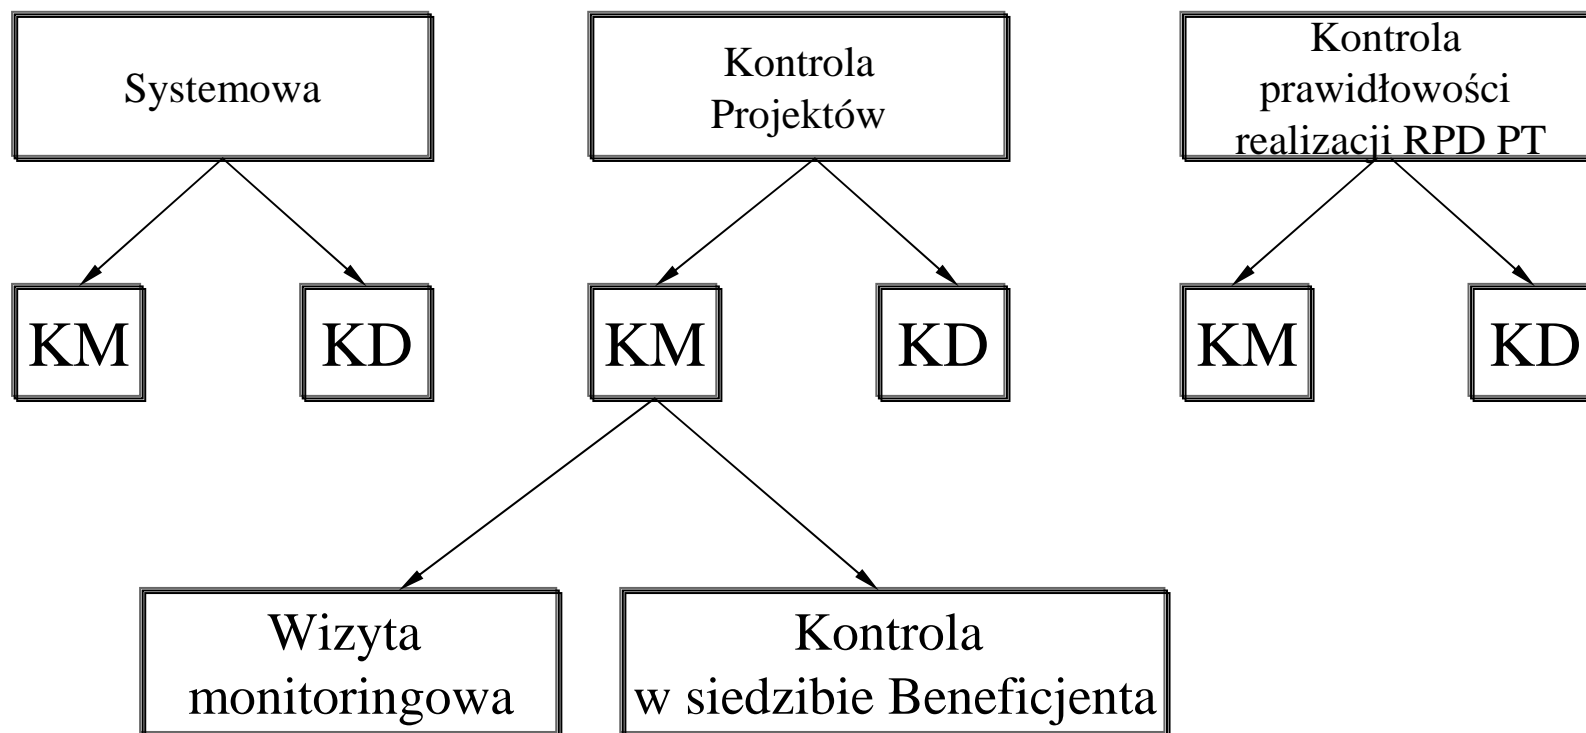 Systemowa
Kontrola
Projektów
Kontrola
prawidłowości
realizacji RPD PT
KM
KD
KM
KD
KM
KD
Wizyta
monitoringowa
Kontrola
w siedzibie Beneficjenta